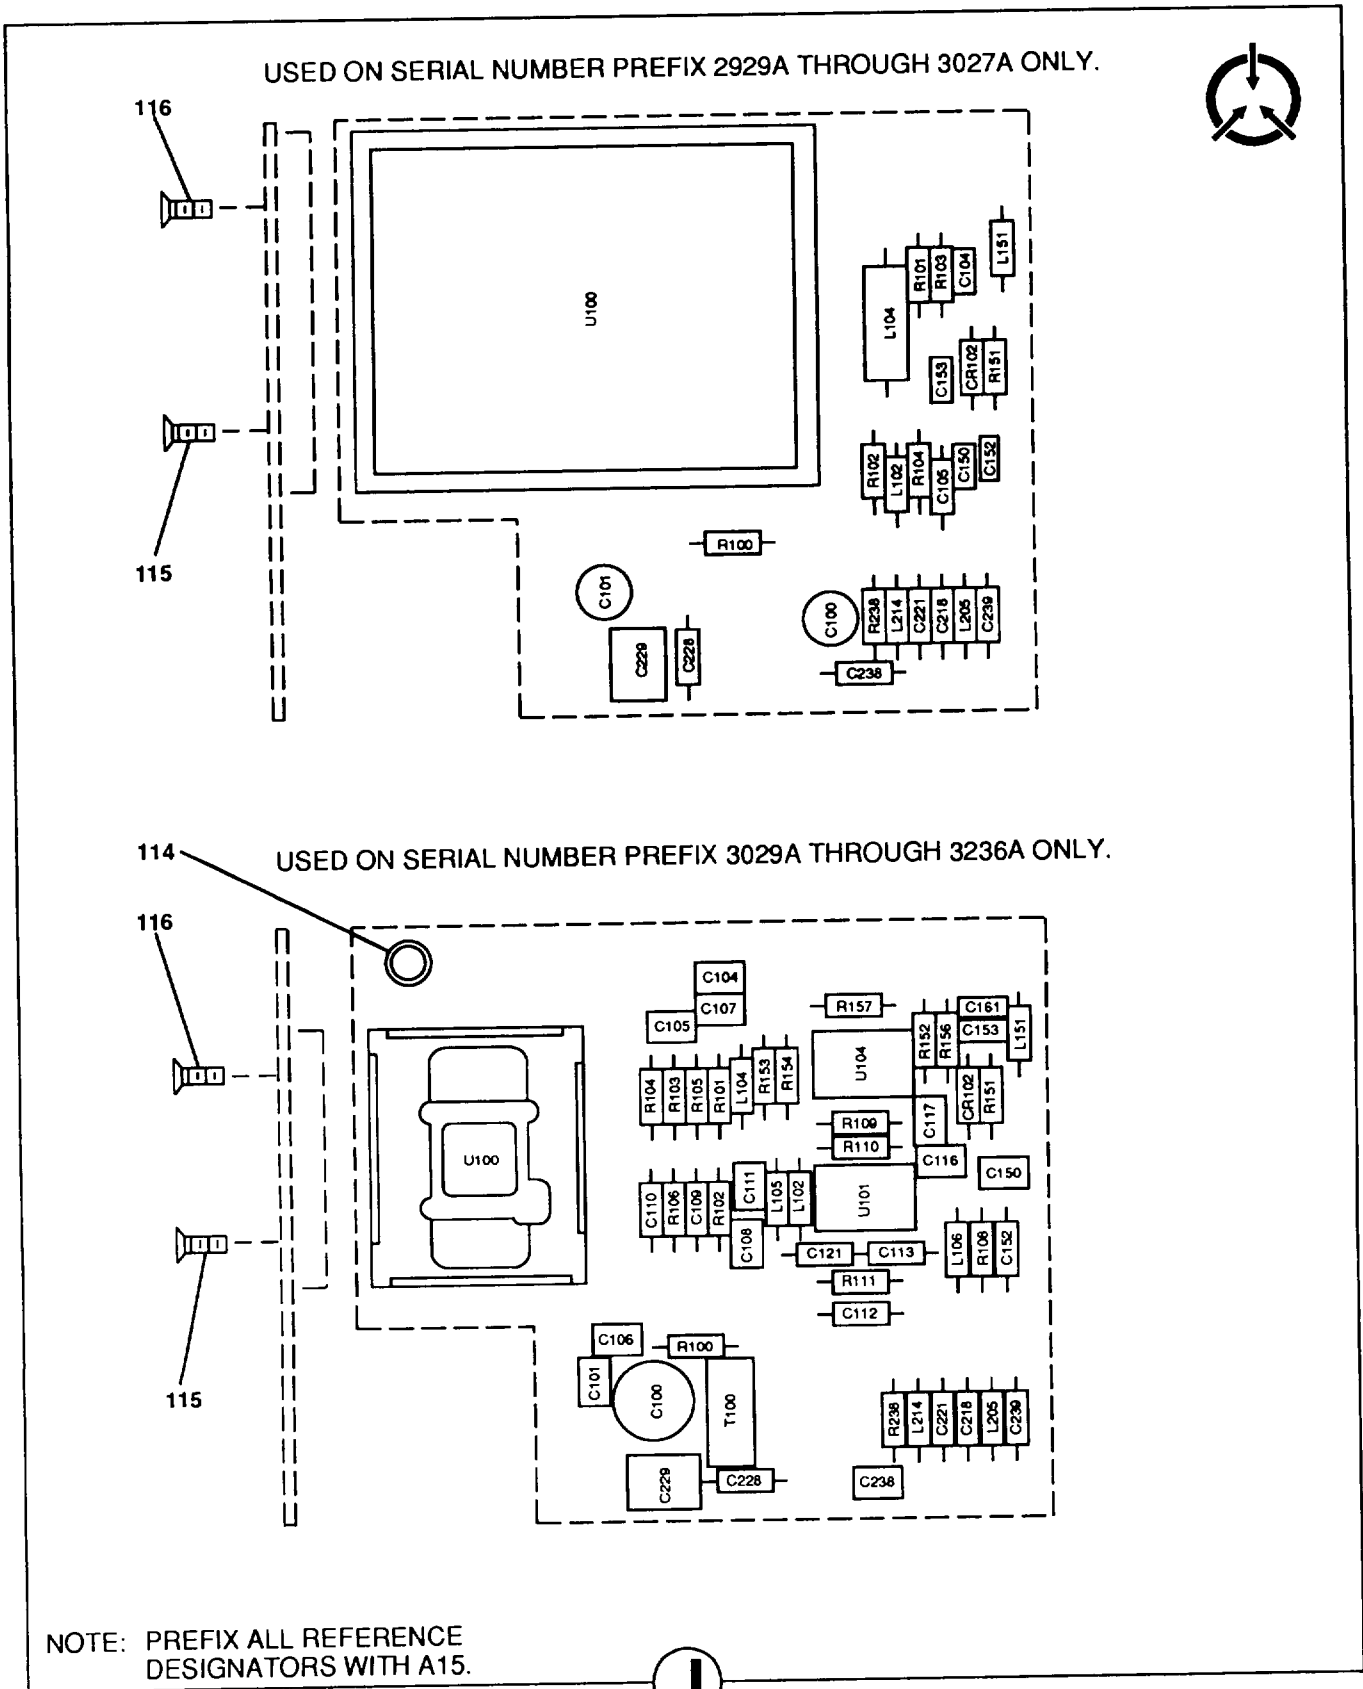 USED ON SERIAL NUMBER PREFIX 2929A THROUGH 3027A ONLY.
116
115
U100
L104
R101
R103
C104
L151
C153
CR102
R151
R102
L102
R104
C105
C150
C152
R100
C101
C100
R238
L214
C221
C218
L205
C239
C229
C228
C238
USED ON SERIAL NUMBER PREFIX 3029A THROUGH 3236A ONLY.
114
116
115
U100
C104
C107
C105
R104
R103
R105
R101
L104
R153
R154
R157
U104
R152
R156
C161
C153
L151
CR102
R151
C117
R109
R110
C116
C150
C110
R106
C109
R102
C111
C108
L105
L102
U101
C121
C113
R111
C112
L106
R108
C152
C106
C101
C100
R100
T100
C229
C228
R238
L214
C221
C218
L205
C239
C238
NOTE: PREFIX ALL REFERENCE
DESIGNATORS WITH A15.